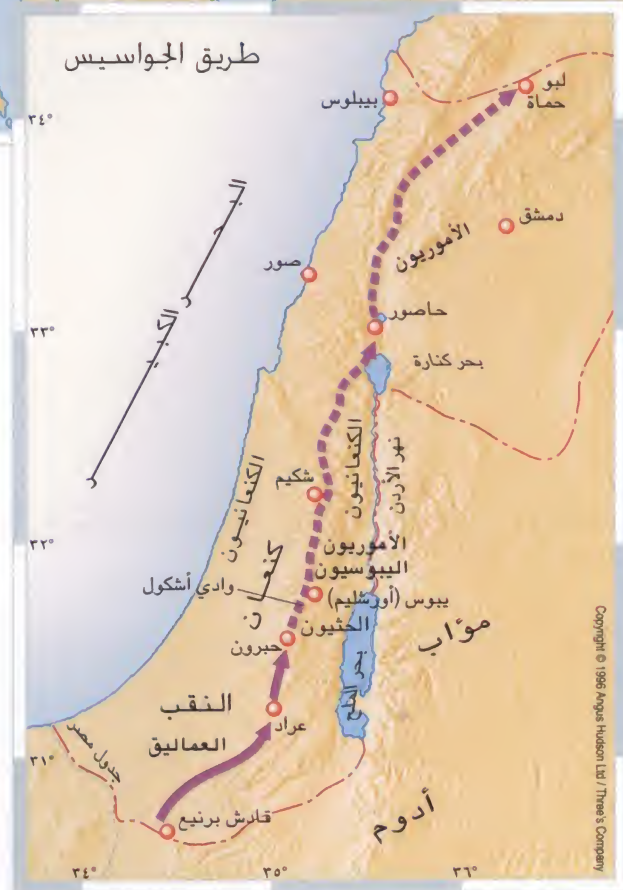 طريق الجواسيس
لبو
حماة
بيبلوس
٣٤°
دمشق
الأموريون
البحر الكبير
صور
حاصور
٣٣°
بحر كنارة
الكنعانيون
نهر الأردن
الكنعانيون
شكيم
٣٢°
الأموريون
اليبوسيون
كنعان
وادي أشكول
يبوس (أورشليم)
الحثيون
حبرون
مؤاب
بحر الملح
النقب
العماليق
عراد
جدول مصر
٣١°
قادش برنيع
أدوم
٣٤°
٣٥°
٣٦°
Copyright © 1996 Angus Hudson Ltd / Three's Company